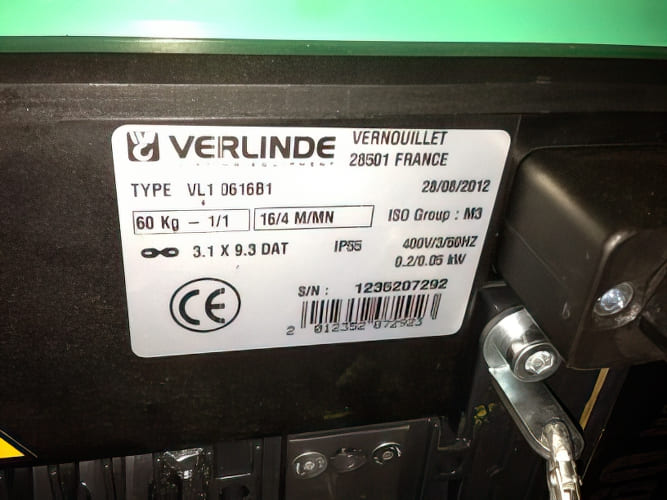 VERLINDE
VERNOUILLET
28501 FRANCE
TYPE VL1 0616B1
28/08/2012
60 Kg - 1/1
16/4 M/MN
ISO Group : M3
3.1 X 9.3 DAT
IP55
400V/3/50HZ
0.2/0.05 kW
S/N : 1235207292
CE